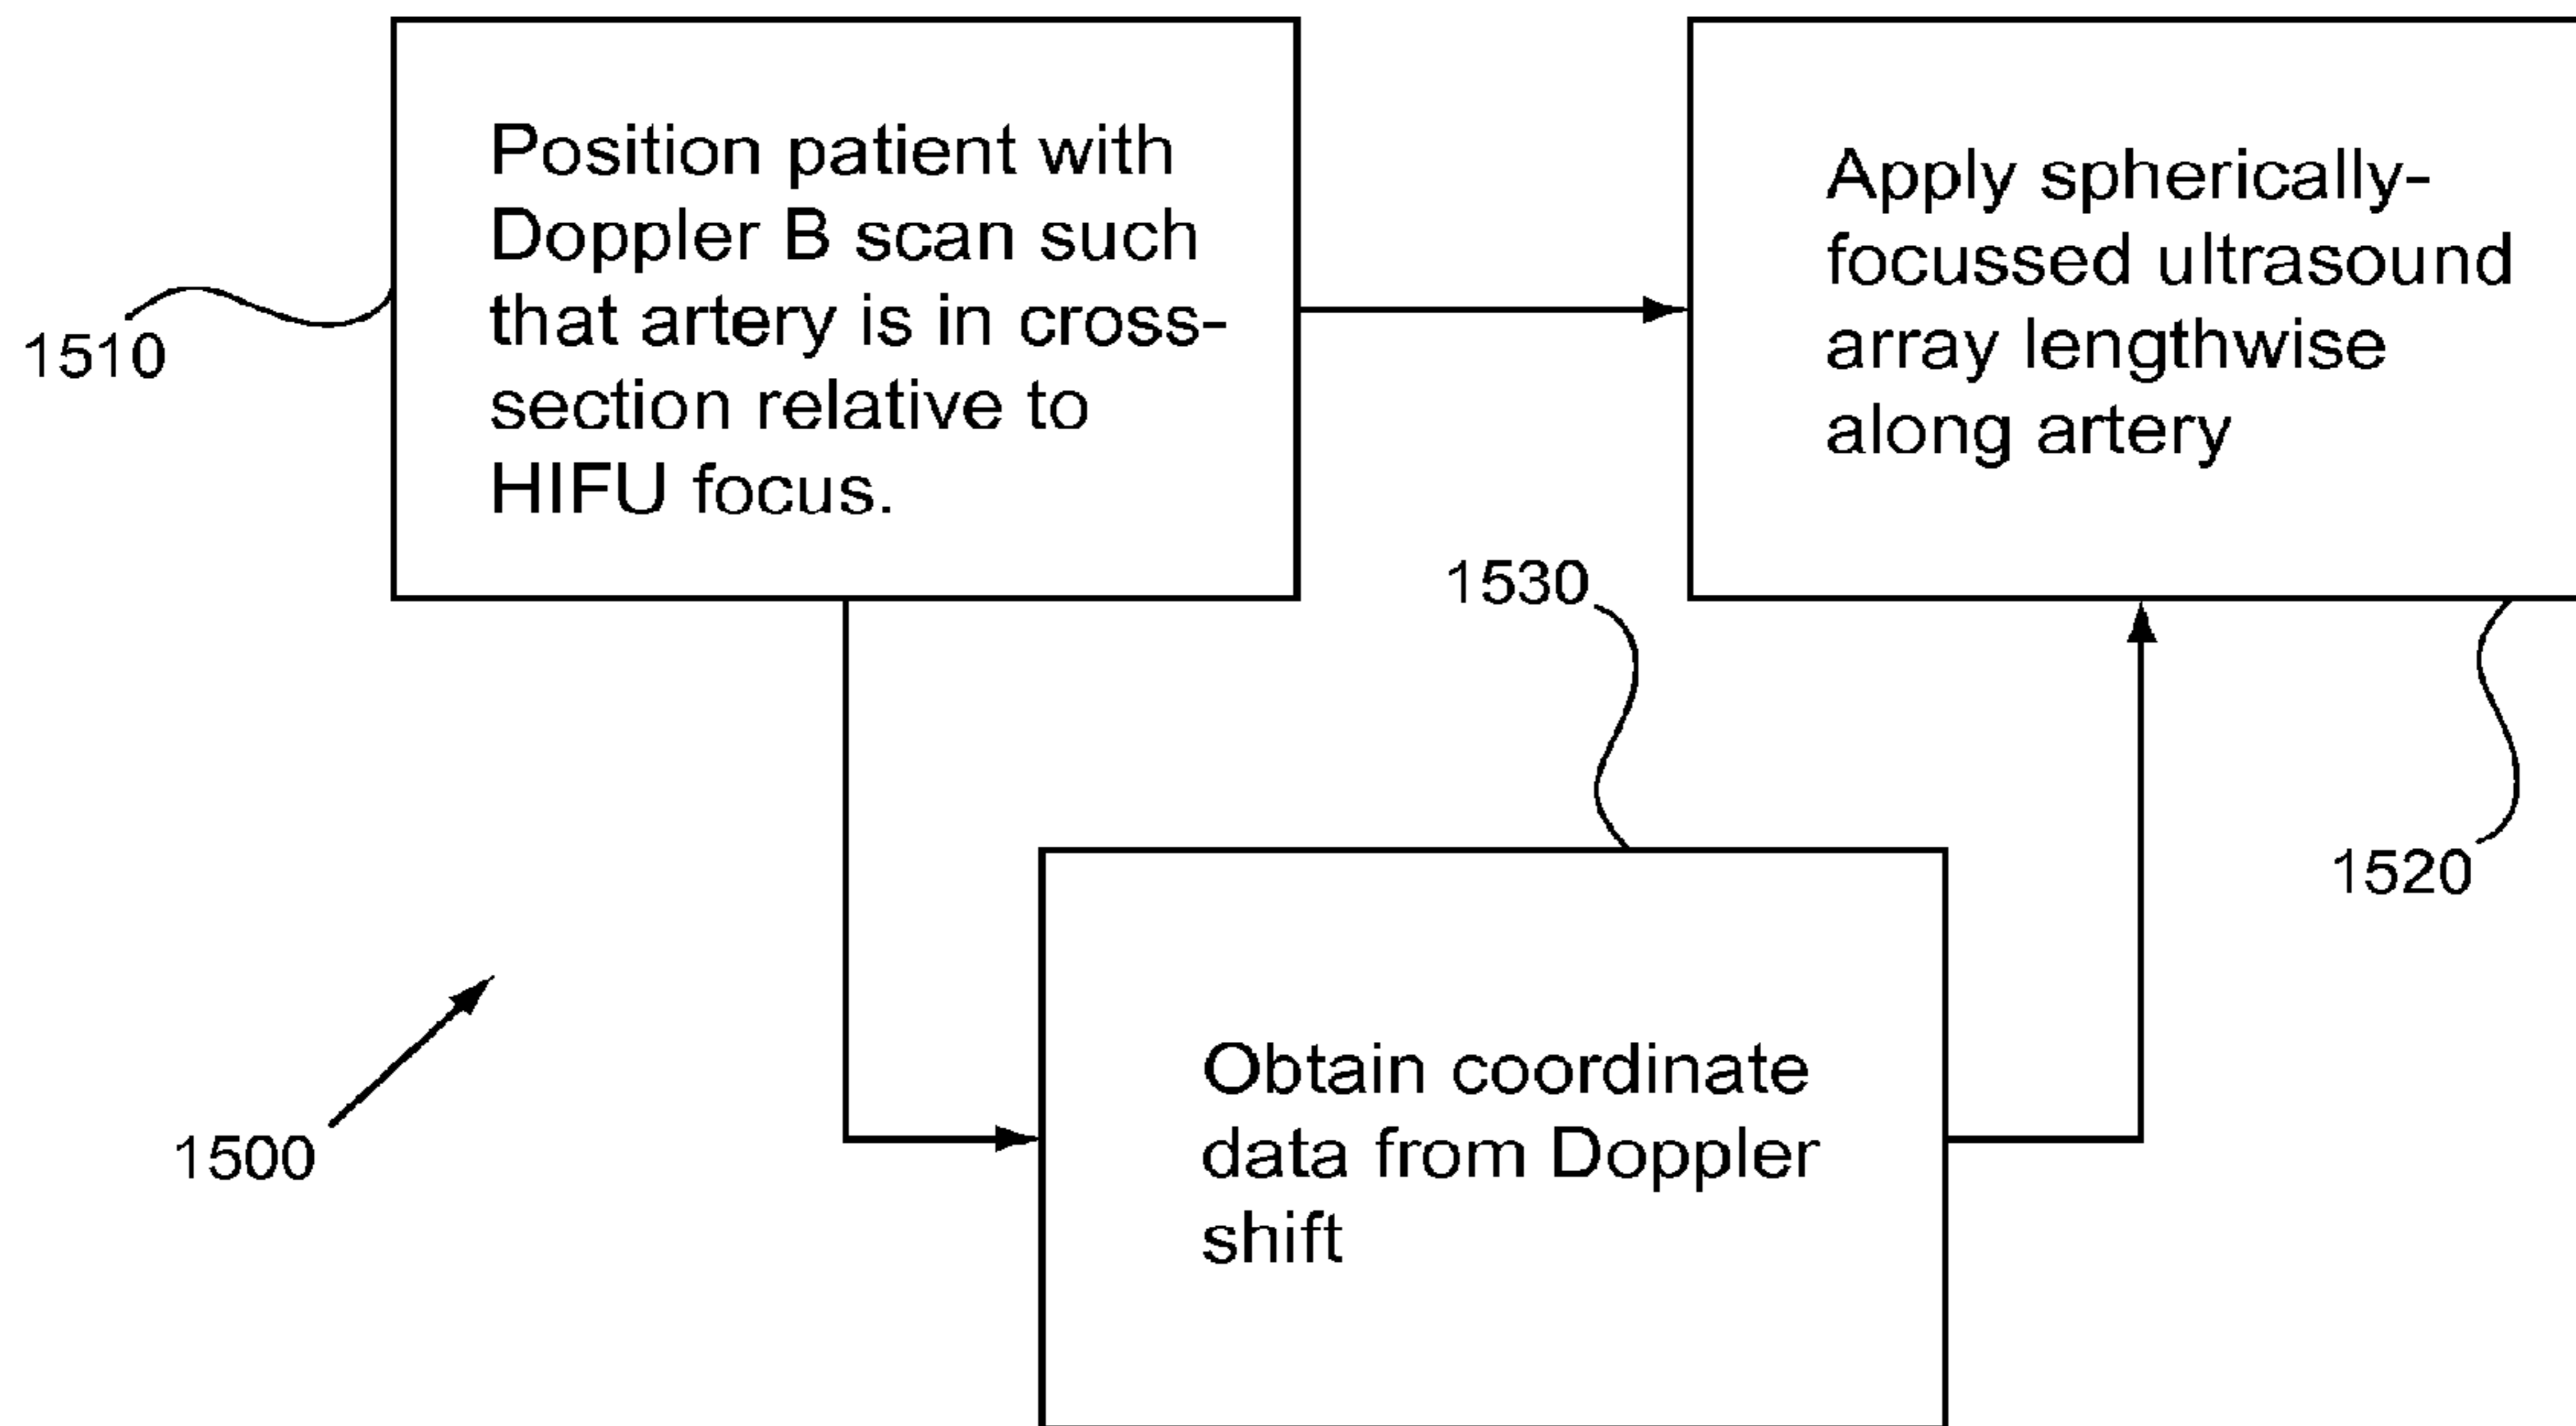 Position patient with
Doppler B scan such
that artery is in cross-
section relative to
HIFU focus.
1510
Apply spherically-
focussed ultrasound
array lengthwise
along artery
1530
1520
Obtain coordinate
data from Doppler
shift
1500